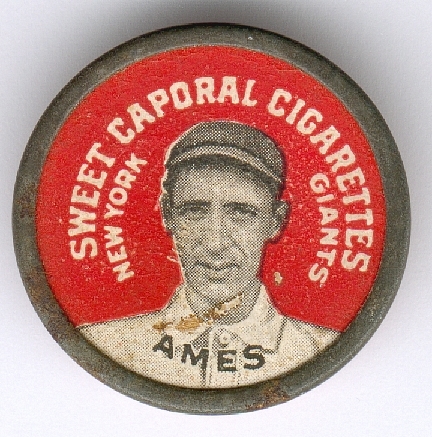 SWEET CAPORAL CIGARETTES
NEW YORK
GIANTS
AMES